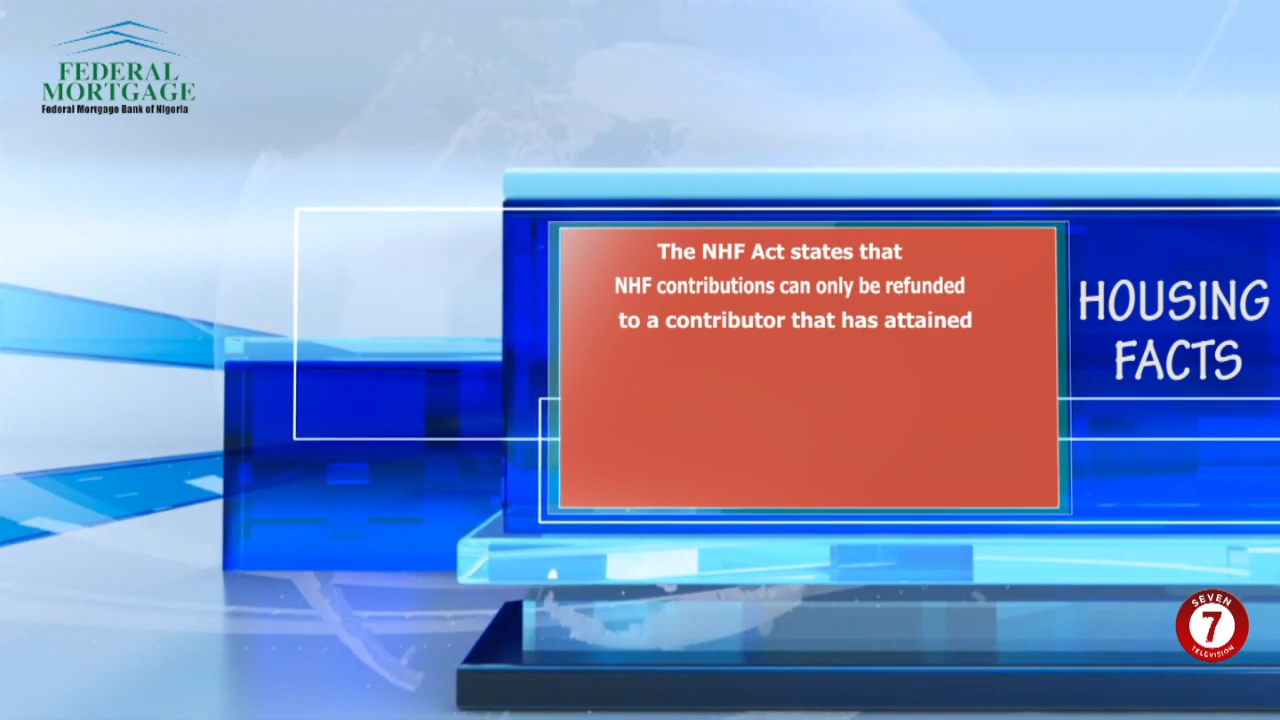 FEDERAL
MORTGAGE
Federal Mortgage Bank of Nigeria
The NHF Act states that
NHF contributions can only be refunded
to a contributor that has attained
HOUSING
FACTS
SEVEN
7
TELEVISION